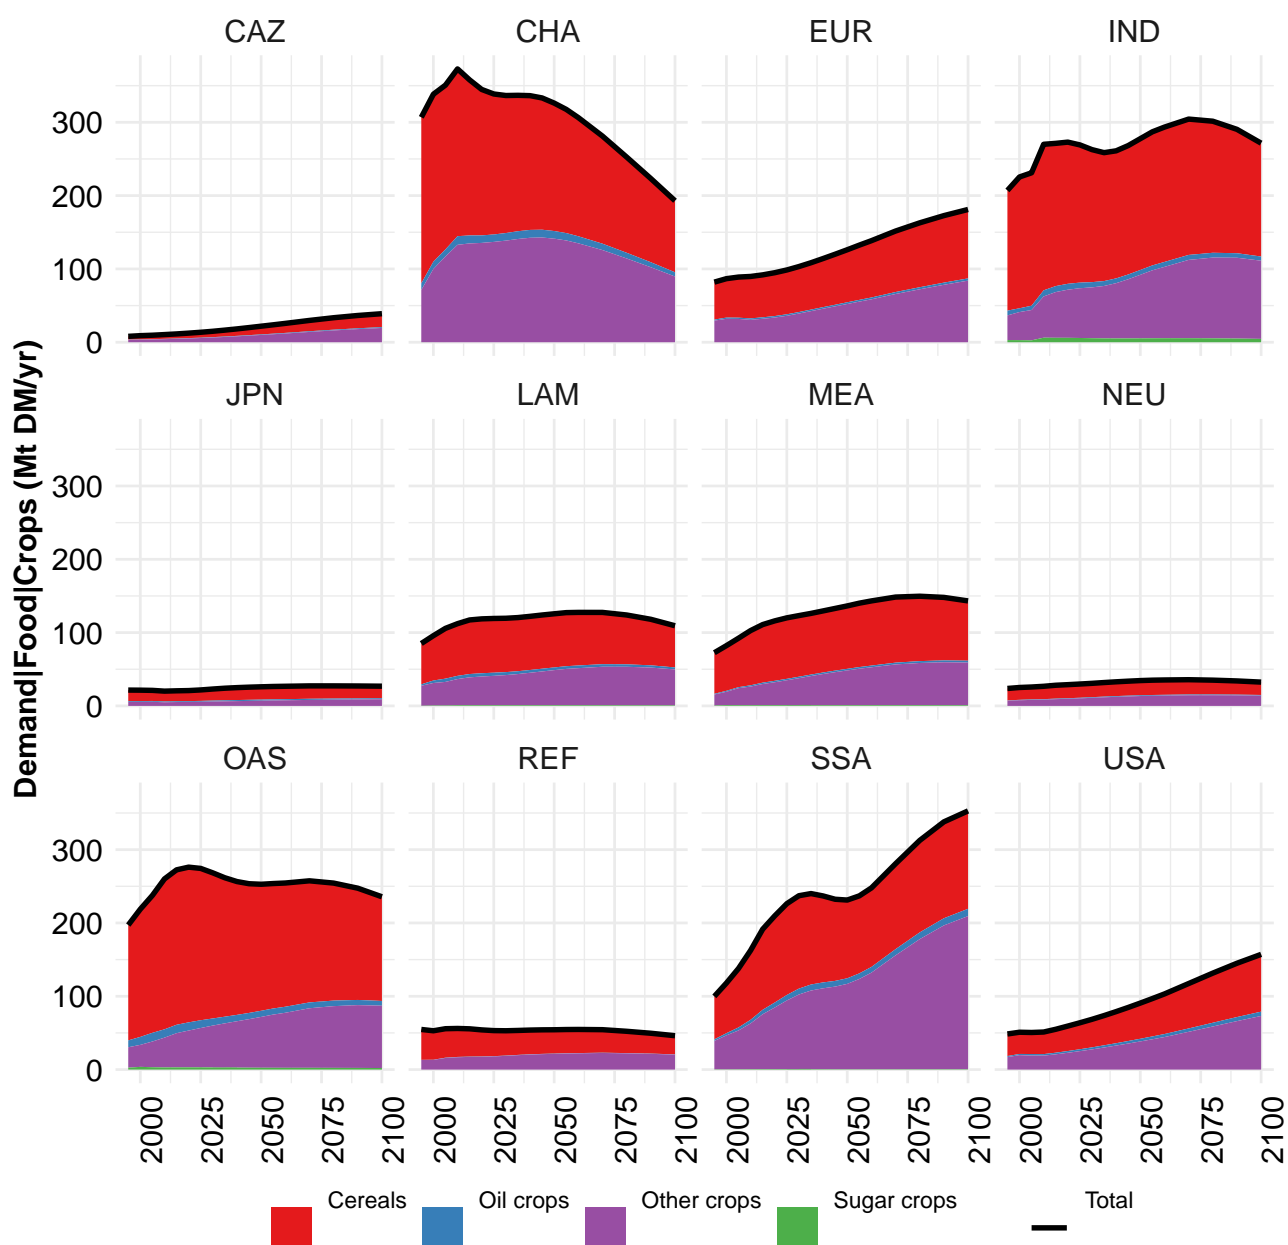 CAZ CHA EUR IND
300
200
100
0
JPN LAM MEA NEU
300
200
100
0
OAS REF SSA USA
300
200
100
0
Demand|Food|Crops (Mt DM/yr)
2000 2025 2050 2075 2100 2000 2025 2050 2075 2100 2000 2025 2050 2075 2100 2000 2025 2050 2075 2100
Cereals Oil crops Other crops Sugar crops Total